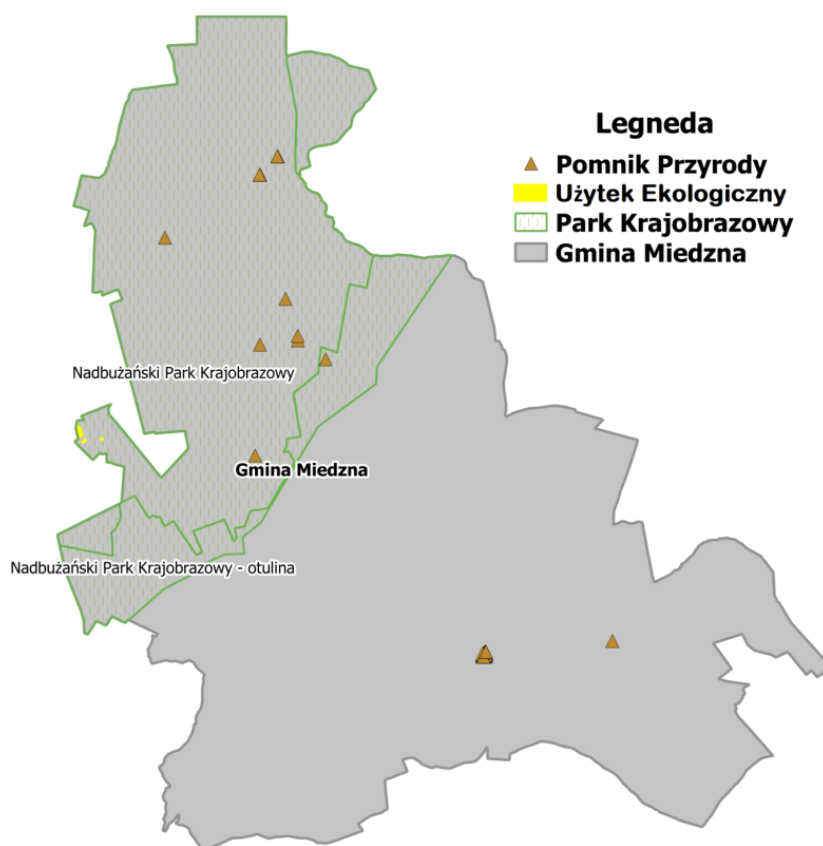 Legneda
Pomnik Przyrody
Użytek Ekologiczny
Park Krajobrazowy
Gmina Miedzna
Nadbużański Park Krajobrazowy
Gmina Miedzna
Nadbużański Park Krajobrazowy - otulina